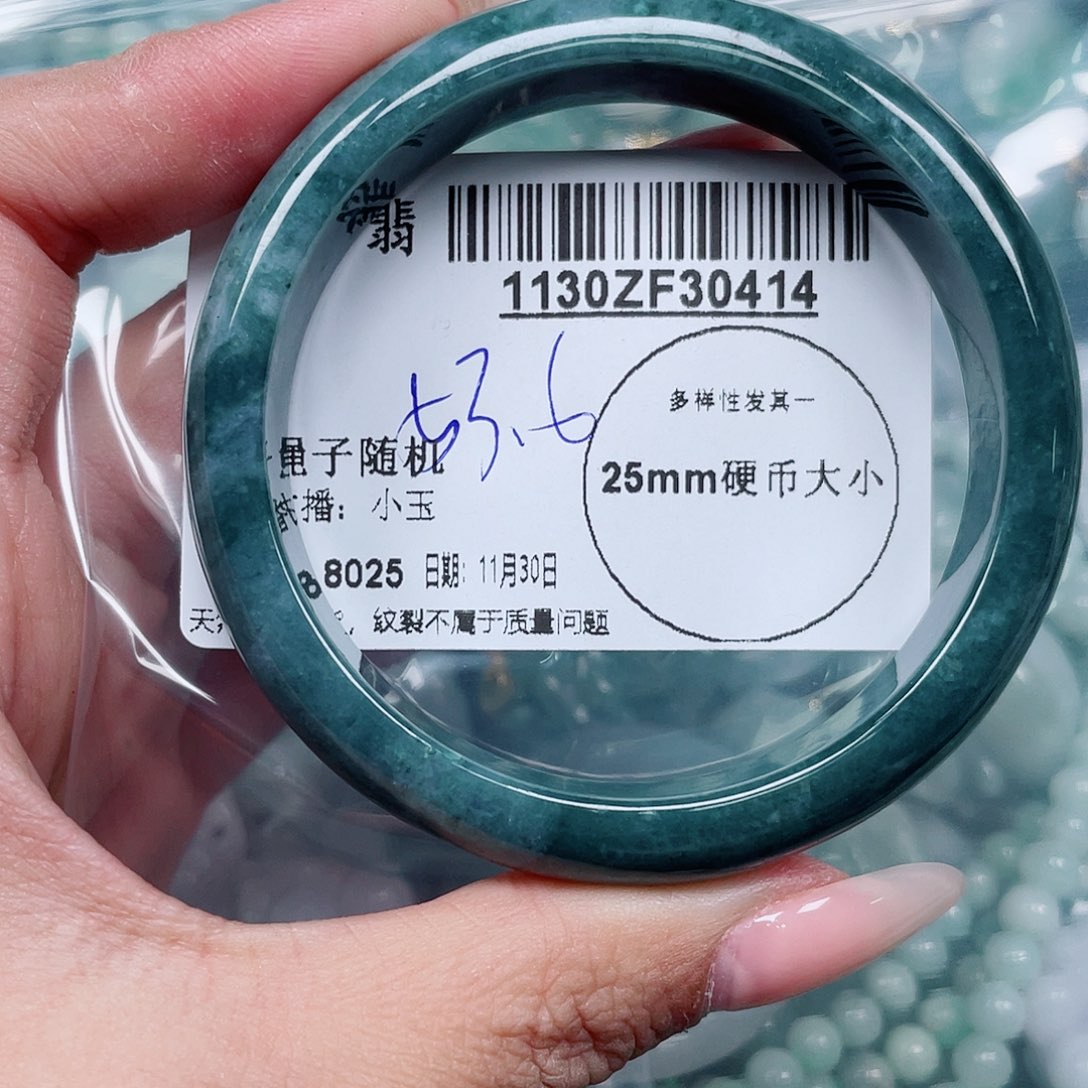 翡
1130ZF30414
53.6
多样性发其一
25mm硬币大小
子随机
播：小玉
8025 日期：11月30日
天 紋裂不属于质量问题